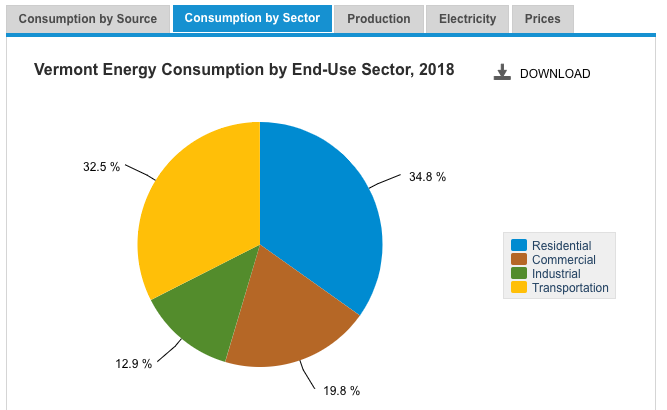 Consumption by Source Consumption by Sector Production Electricity Prices
Vermont Energy Consumption by End-Use Sector, 2018 DOWNLOAD
32.5 %
34.8 %
Residential
Commercial
Industrial
Transportation
12.9 %
19.8 %